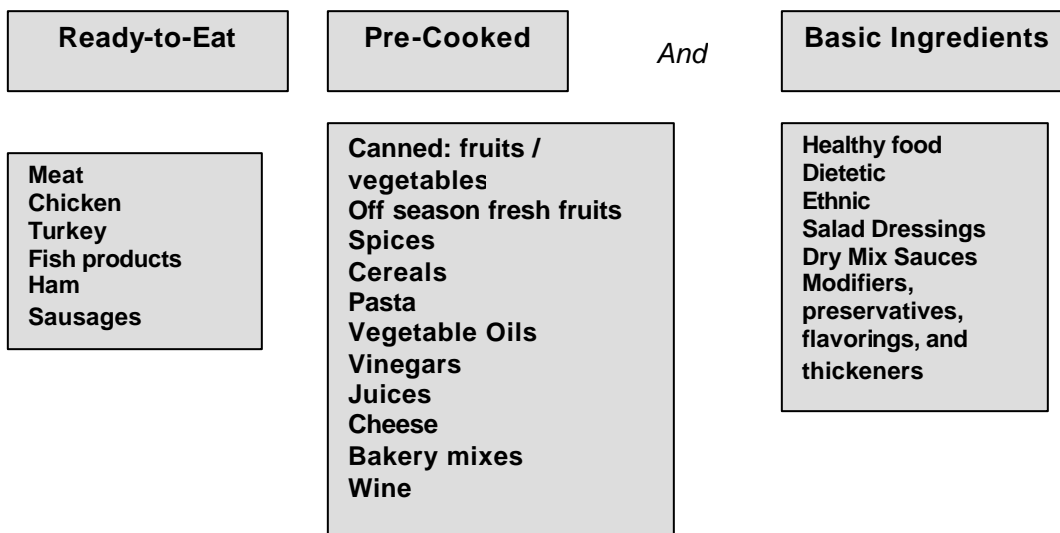 Ready-to-Eat
Pre-Cooked
And
Basic Ingredients
Meat
Chicken
Turkey
Fish products
Ham
Sausages
Canned: fruits /
vegetables
Off season fresh fruits
Spices
Cereals
Pasta
Vegetable Oils
Vinegars
Juices
Cheese
Bakery mixes
Wine
Healthy food
Dietetic
Ethnic
Salad Dressings
Dry Mix Sauces
Modifiers,
preservatives,
flavorings, and
thickeners